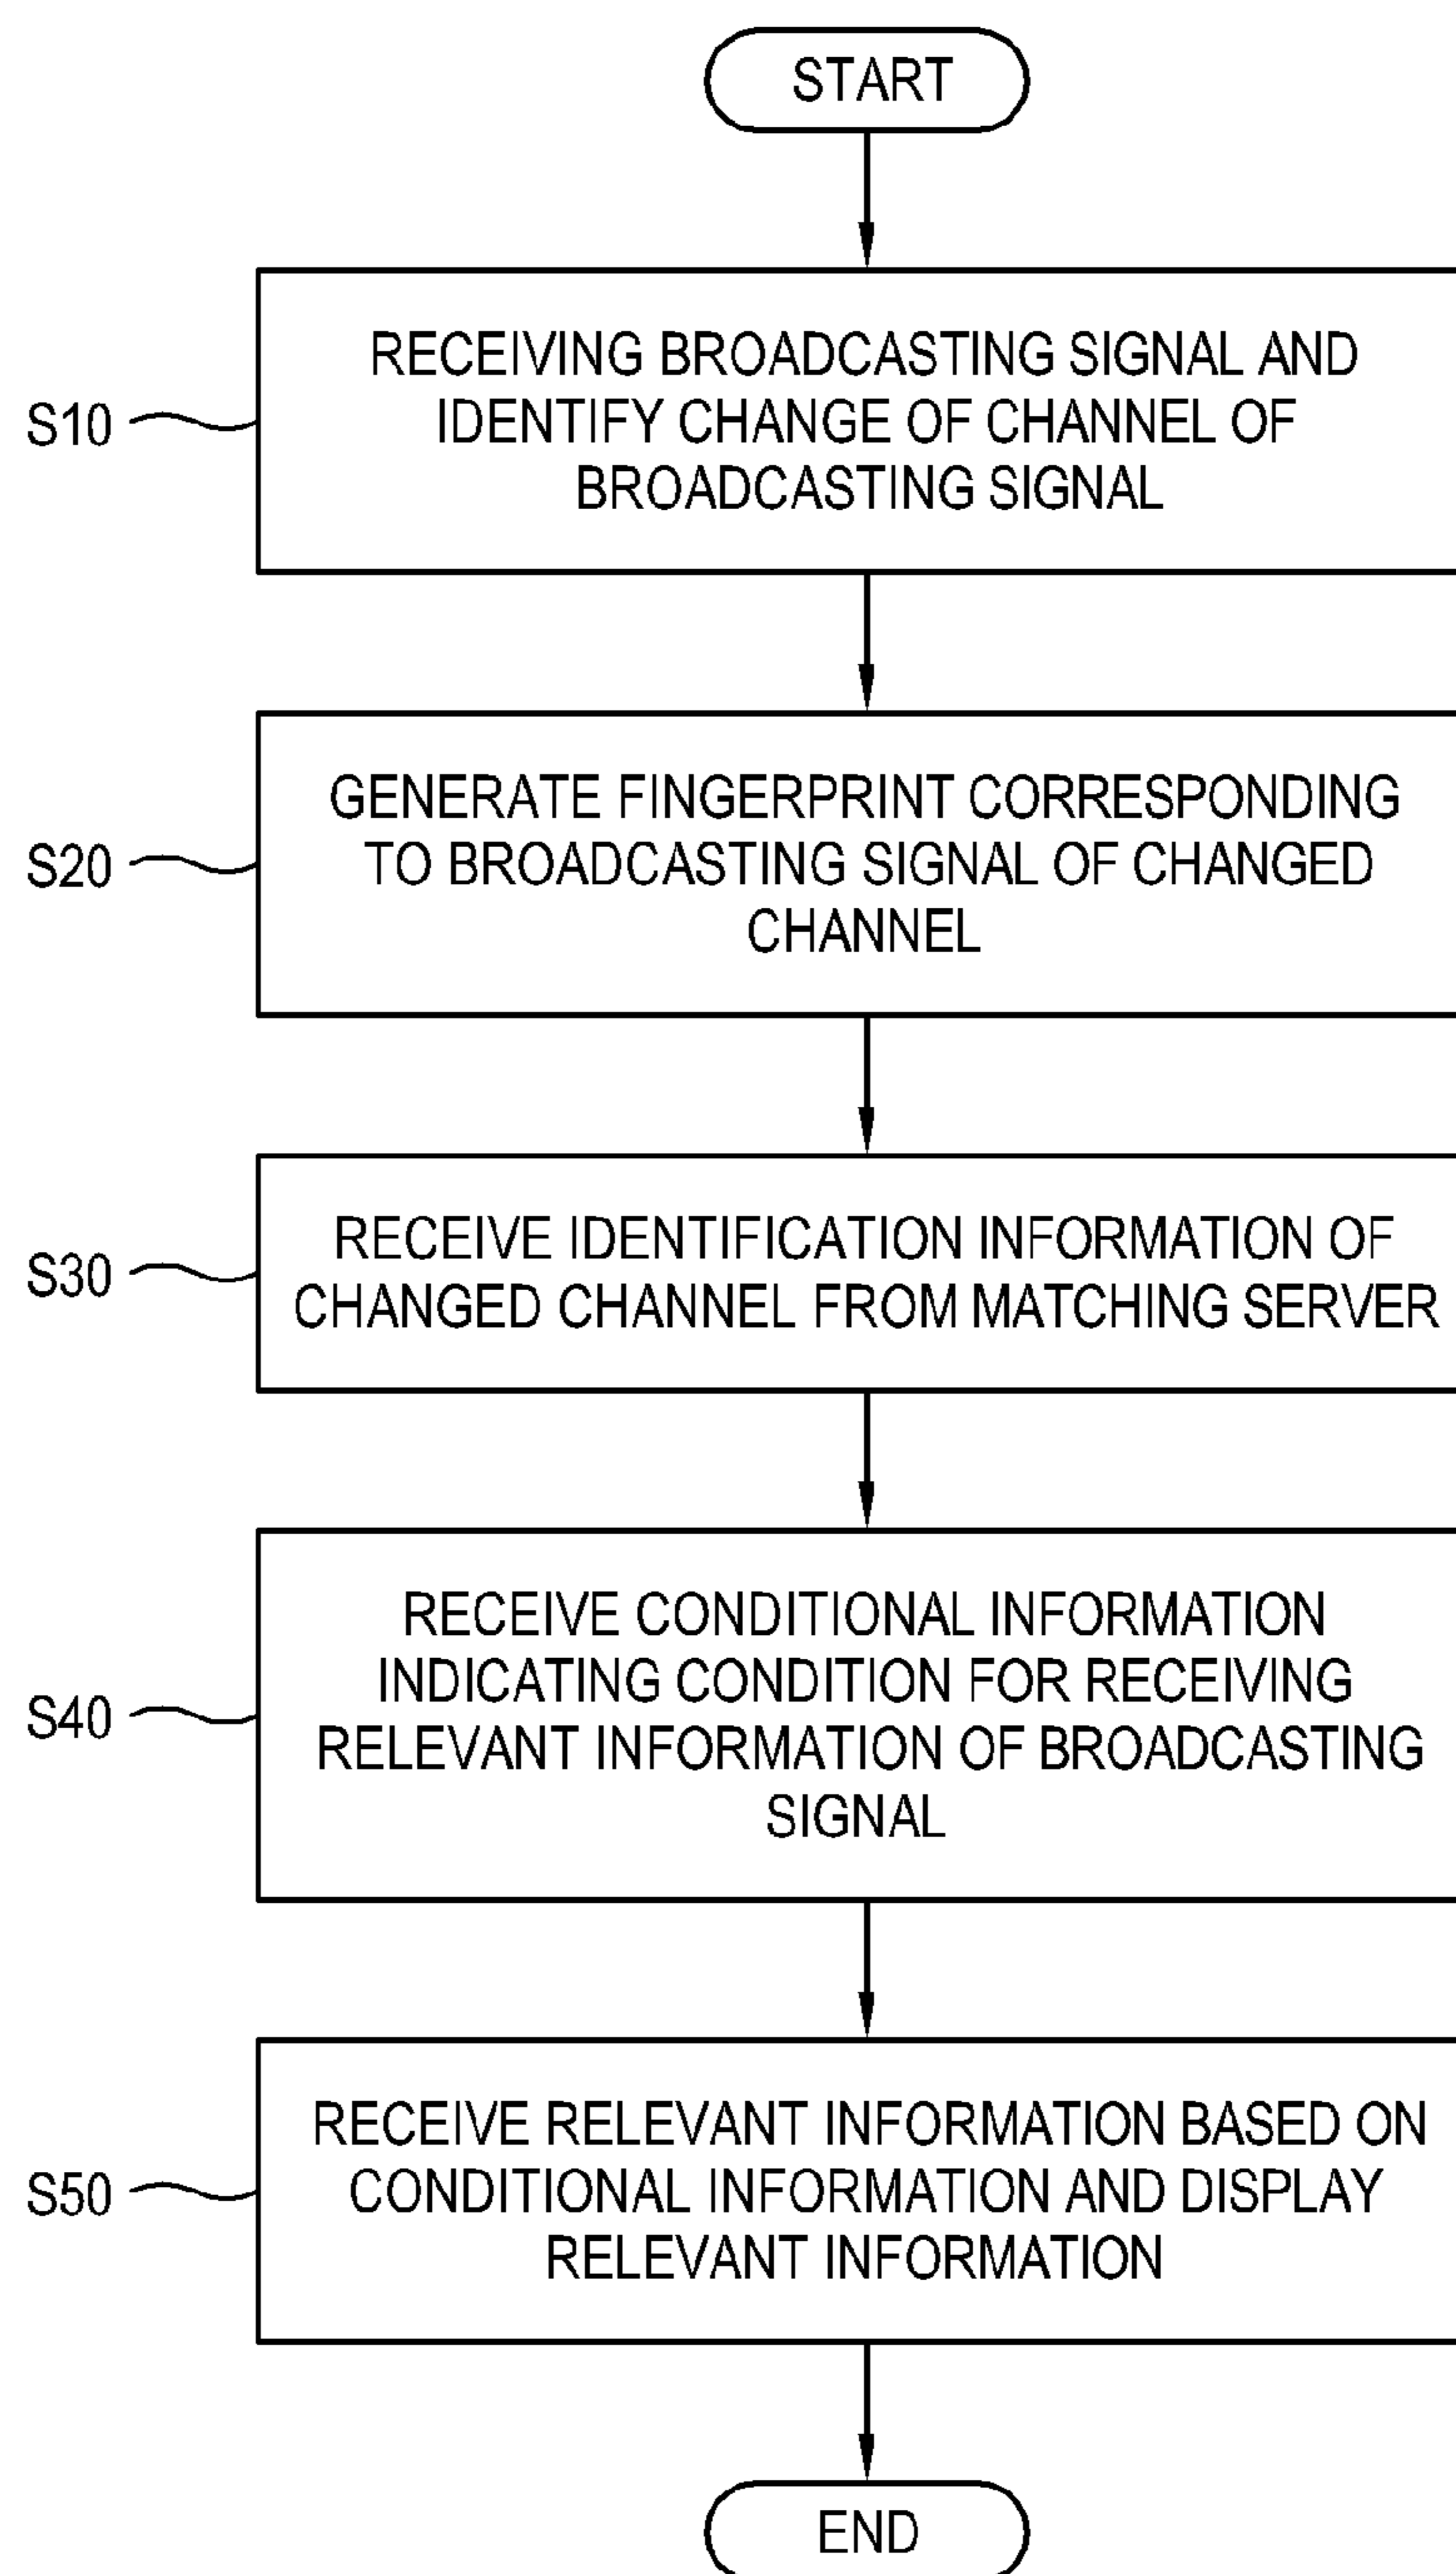 START
S10
RECEIVING BROADCASTING SIGNAL AND
IDENTIFY CHANGE OF CHANNEL OF
BROADCASTING SIGNAL
S20
GENERATE FINGERPRINT CORRESPONDING
TO BROADCASTING SIGNAL OF CHANGED
CHANNEL
S30
RECEIVE IDENTIFICATION INFORMATION OF
CHANGED CHANNEL FROM MATCHING SERVER
S40
RECEIVE CONDITIONAL INFORMATION
INDICATING CONDITION FOR RECEIVING
RELEVANT INFORMATION OF BROADCASTING
SIGNAL
S50
RECEIVE RELEVANT INFORMATION BASED ON
CONDITIONAL INFORMATION AND DISPLAY
RELEVANT INFORMATION
END